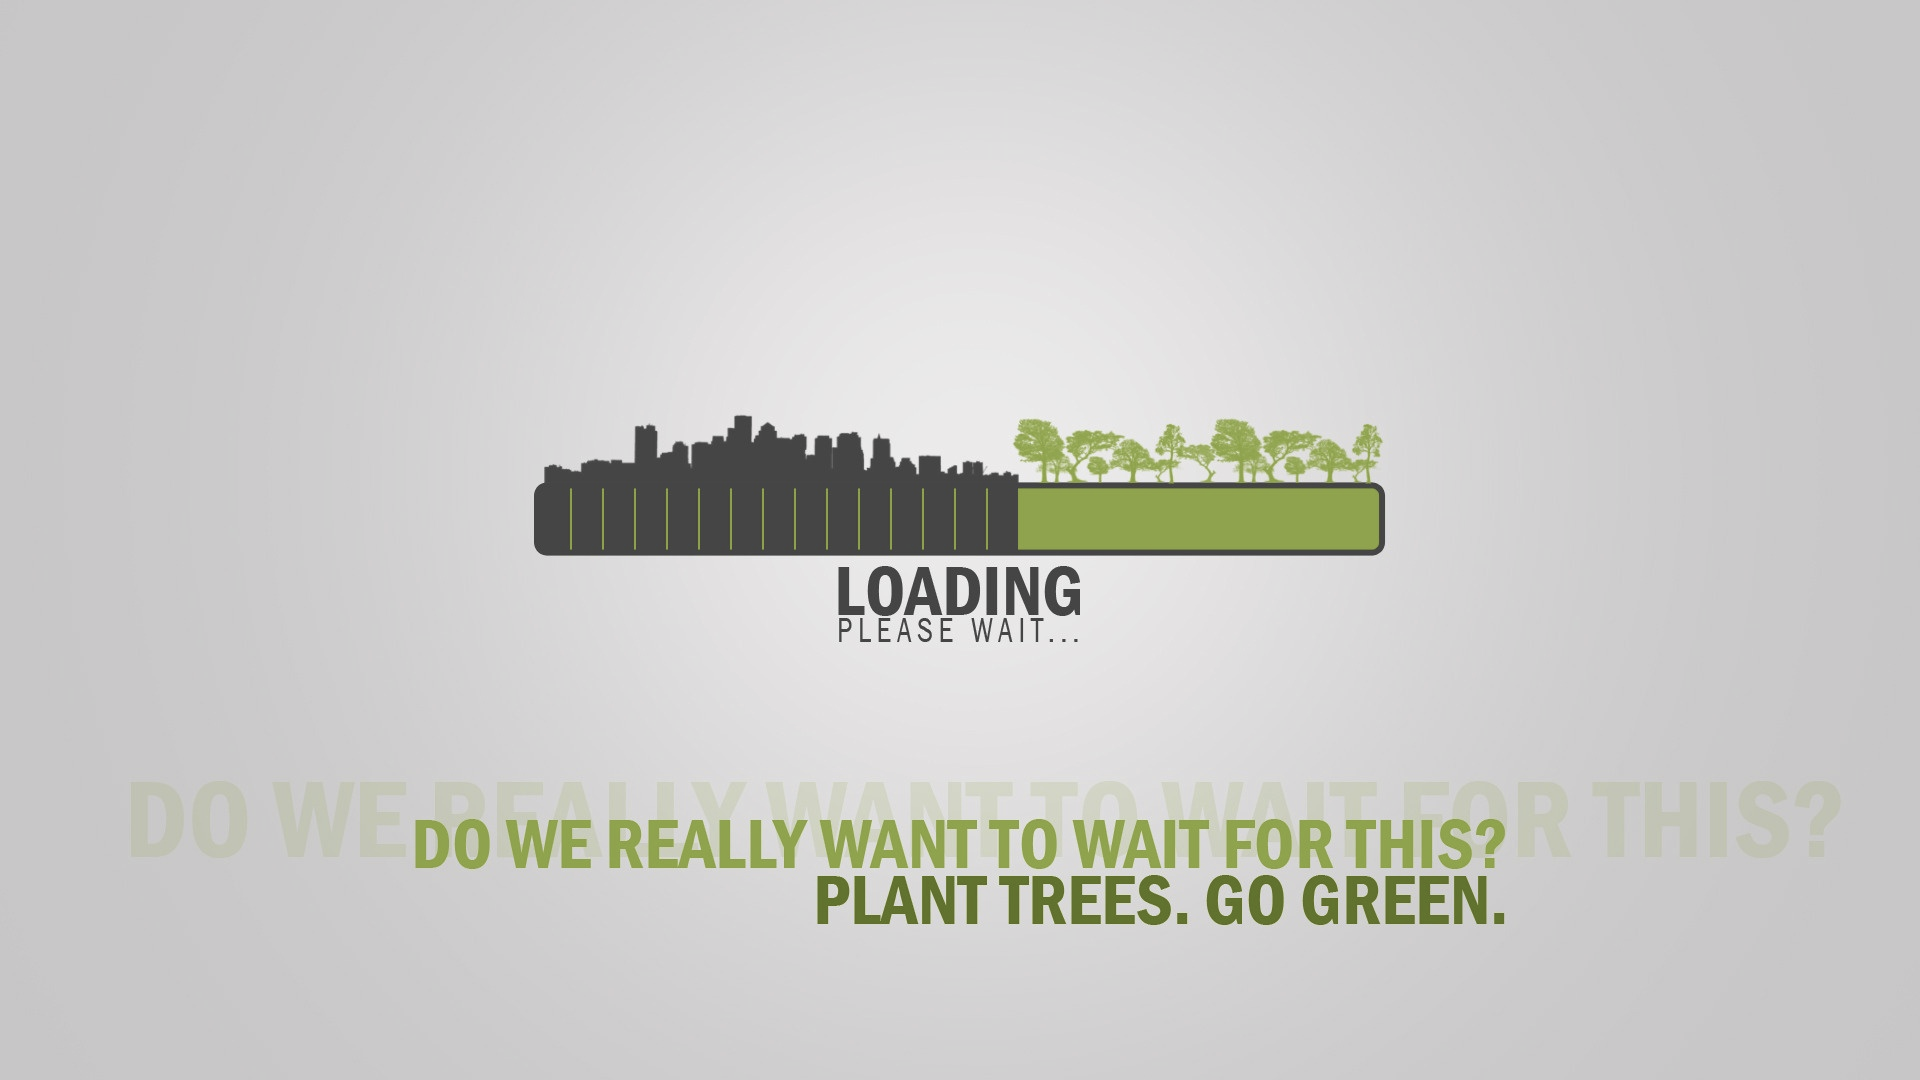 LOADING
PLEASE WAIT...
DO WE REALLY WANT TO WAIT FOR THIS?
DO WE REALLY WANT TO WAIT FOR THIS?
PLANT TREES. GO GREEN.